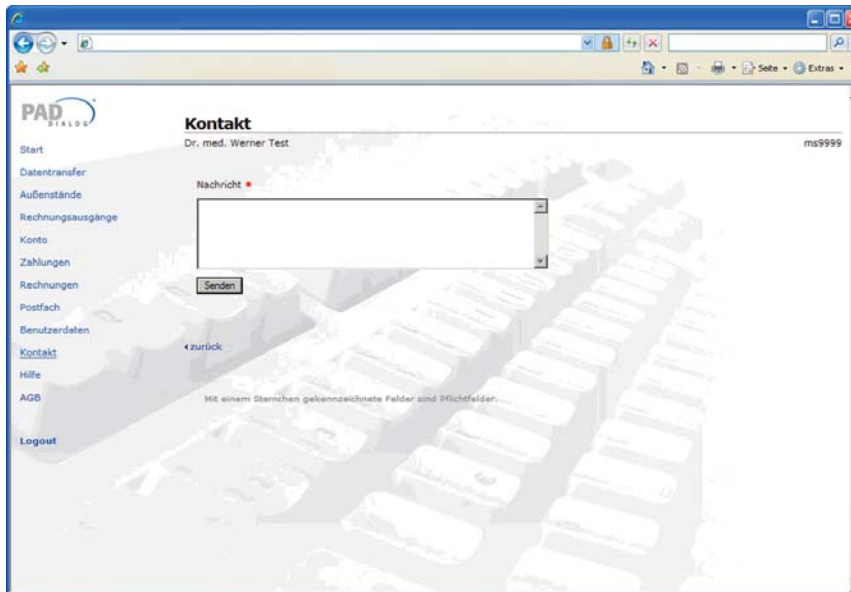 Seite
Extras
PAD
DIALOG
Kontakt
Dr. med. Werner Test
ms9999
Start
Datentransfer
Außenstände
Rechnungsausgänge
Konto
Zahlungen
Rechnungen
Postfach
Benutzerdaten
Kontakt
Hilfe
AGB
Logout
Nachricht
Senden
zurück
Mit einem Sternchen gekennzeichnete Felder sind Pflichtfelder.